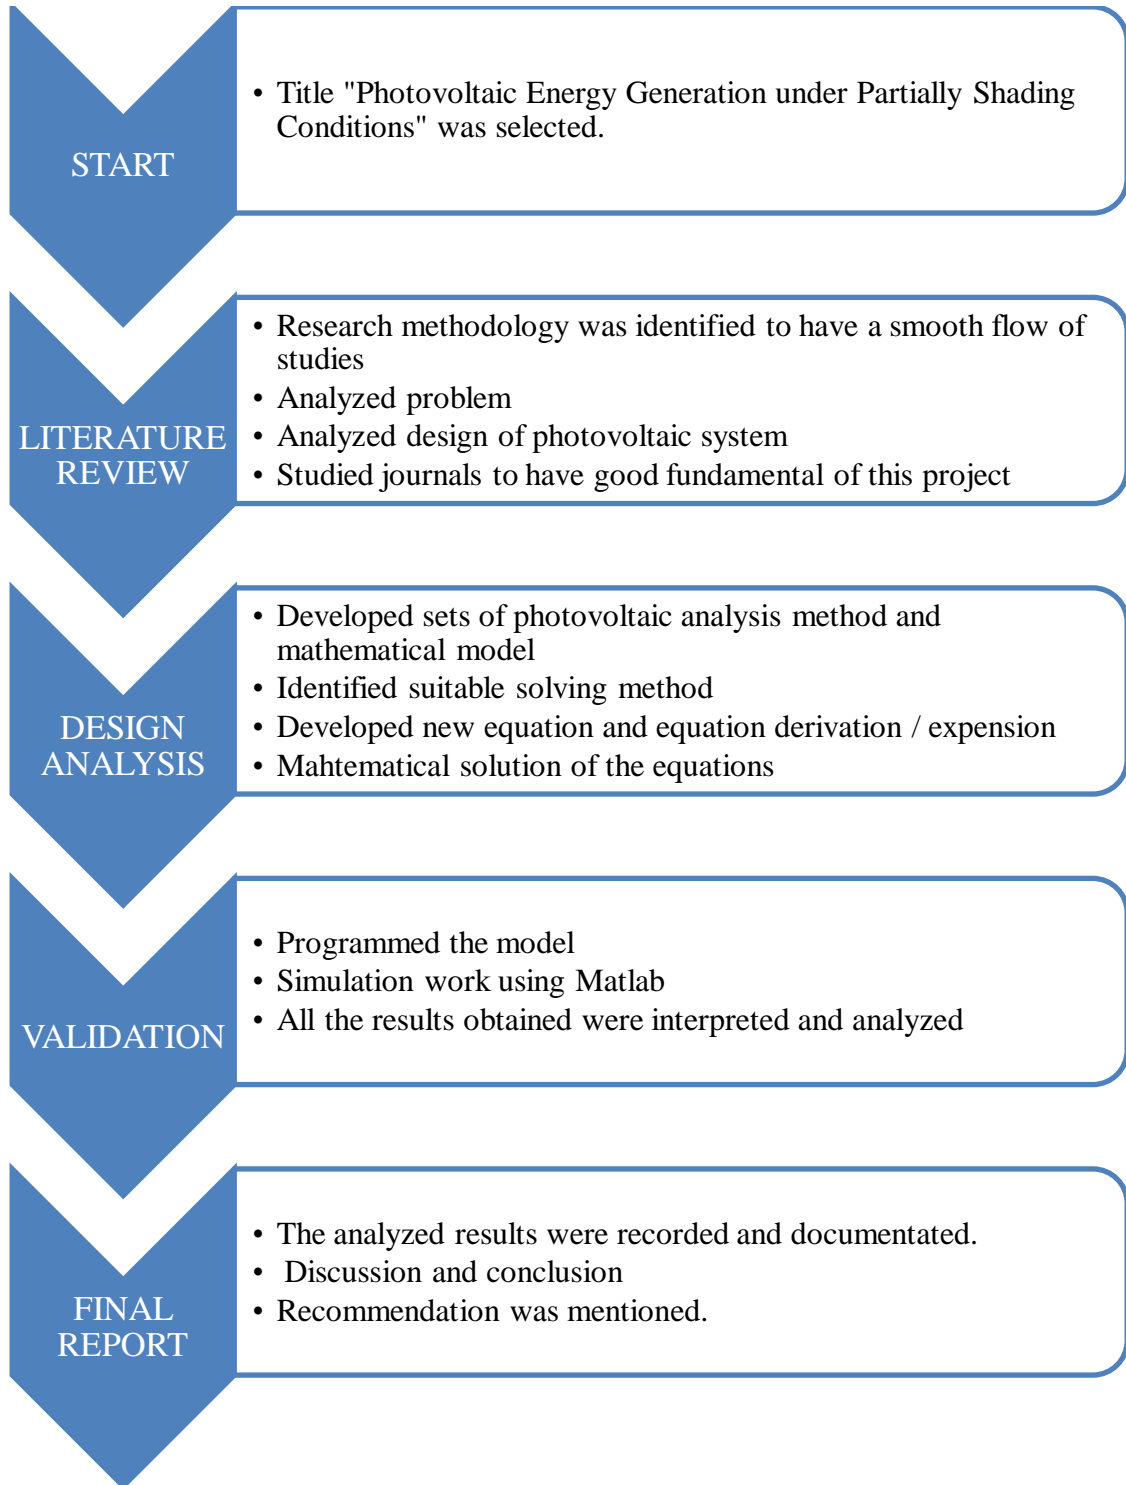 START
• Title "Photovoltaic Energy Generation under Partially Shading
Conditions" was selected.
LITERATURE
REVIEW
• Research methodology was identified to have a smooth flow of
studies
• Analyzed problem
• Analyzed design of photovoltaic system
• Studied journals to have good fundamental of this project
DESIGN
ANALYSIS
• Developed sets of photovoltaic analysis method and
mathematical model
• Identified suitable solving method
• Developed new equation and equation derivation / expension
• Mahtematical solution of the equations
VALIDATION
• Programmed the model
• Simulation work using Matlab
• All the results obtained were interpreted and analyzed
FINAL
REPORT
• The analyzed results were recorded and documentated.
• Discussion and conclusion
• Recommendation was mentioned.